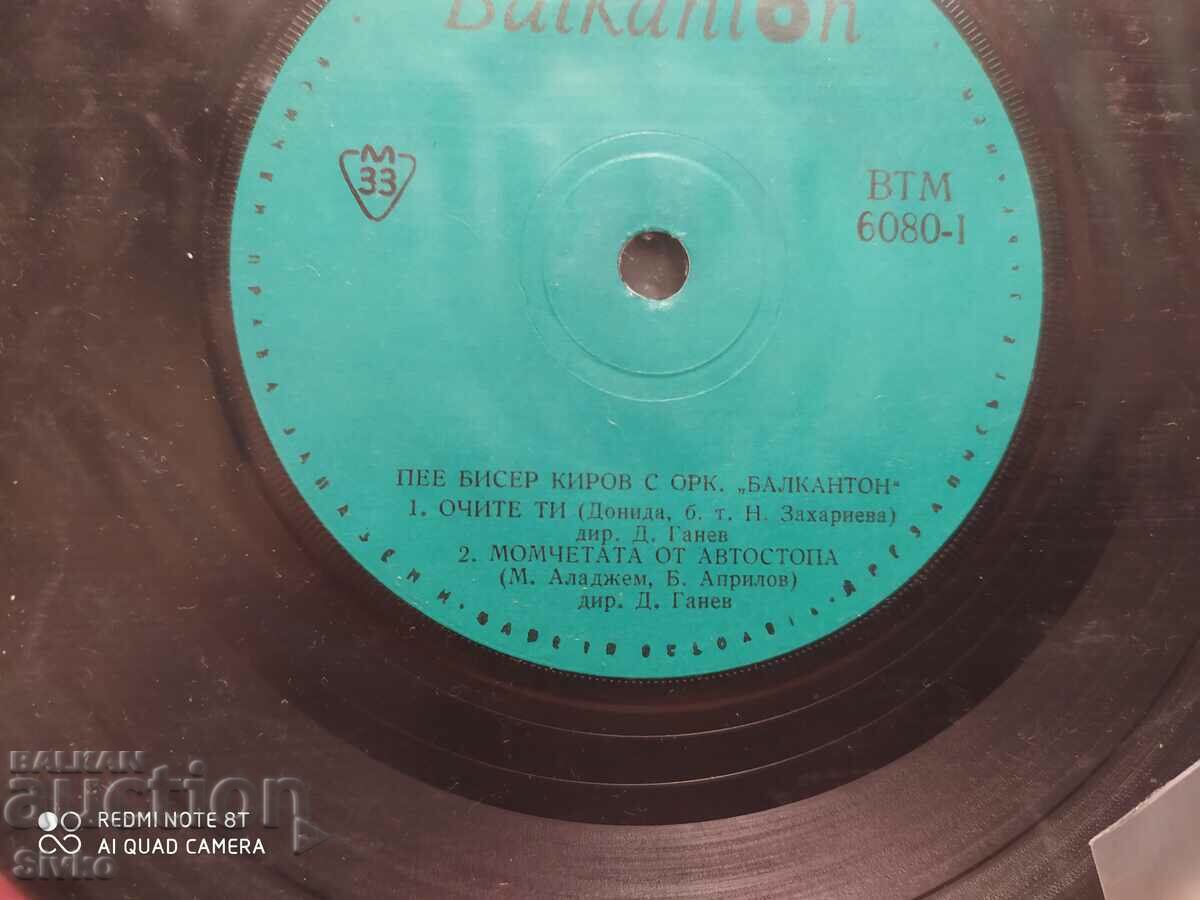 Balkanton
М
33
ВТМ
6080-I
ПЕЕ БИСЕР КИРОВ С ОРК. „БАЛКАНТОН“
1. ОЧИТЕ ТИ (Донида, б. т. Н. Захариева)
дир. Д. Ганев
2. МОМЧЕТАТА ОТ АВТОСТОПА
(М. Аладжем, Б. Априлов)
дир. Д. Ганев
BALKAN
auction
REDMI NOTE 8T
AI QUAD CAMERA
Sivko